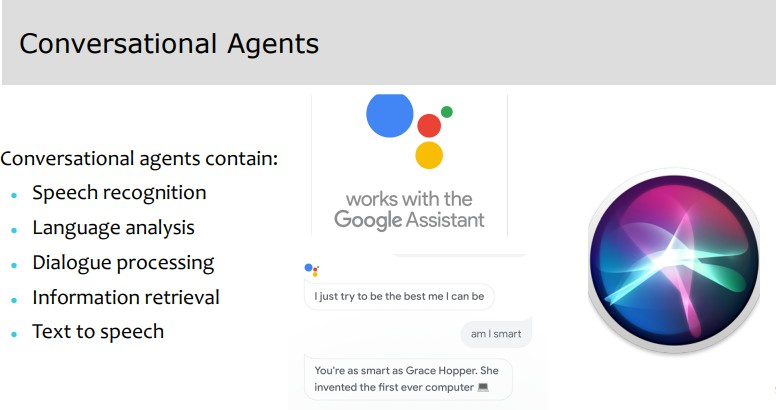 Conversational Agents
Conversational agents contain:
Speech recognition
Language analysis
Dialogue processing
Information retrieval
Text to speech
works with the
Google Assistant
I just try to be the best me I can be
am I smart
You're as smart as Grace Hopper. She
invented the first ever computer 💻